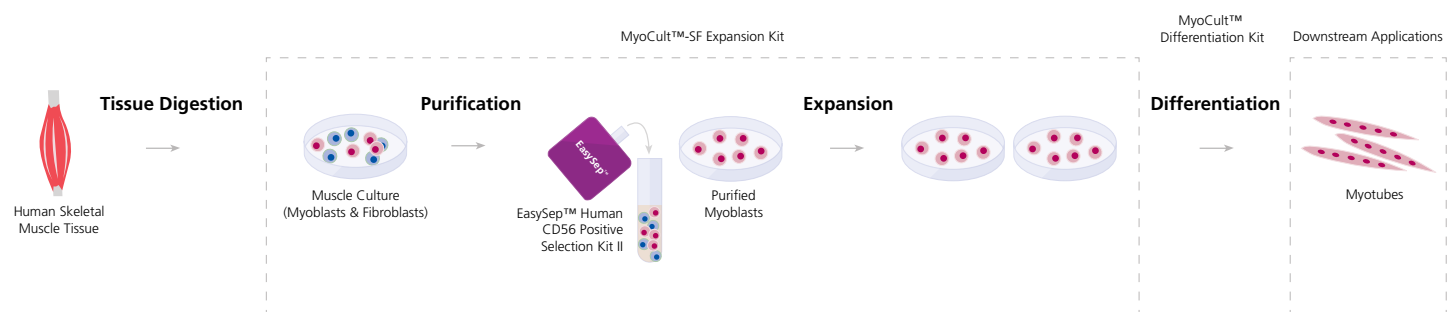 MyoCult™-SF Expansion Kit
MyoCult™
Differentiation Kit
Downstream Applications
Tissue Digestion
Purification
Expansion
Differentiation
Human Skeletal
Muscle Tissue
Muscle Culture
(Myoblasts & Fibroblasts)
EasySep™
EasySep™ Human
CD56 Positive
Selection Kit II
Purified
Myoblasts
Myotubes